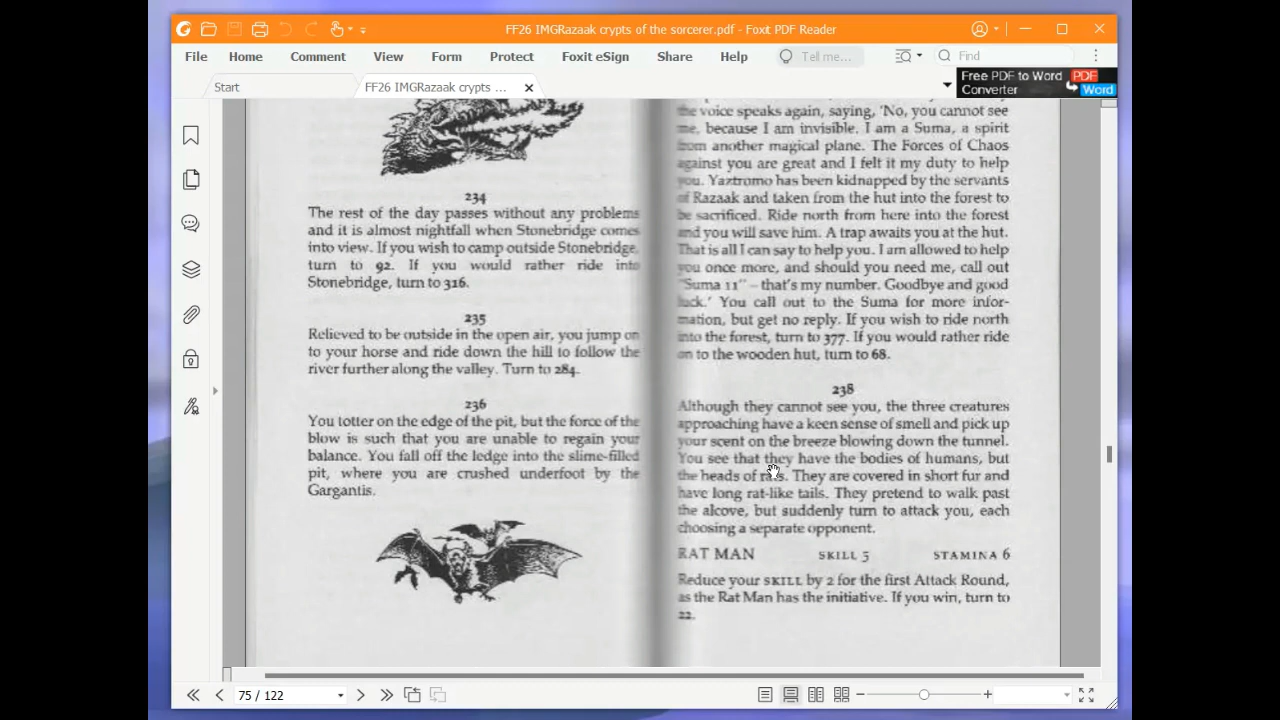 FF26 IMGRazaak crypts of the sorcerer.pdf - Foxit PDF Reader
File Home Comment View Form Protect Foxit eSign Share Help Tell me... Find
Start FF26 IMGRazaak crypts ... Free PDF to Word Converter PDF Word
234
The rest of the day passes without any problems
and it is almost nightfall when Stonebridge comes
into view. If you wish to camp outside Stonebridge,
turn to 92. If you would rather ride into
Stonebridge, turn to 316.
235
Relieved to be outside in the open air, you jump on
to your horse and ride down the hill to follow the
river further along the valley. Turn to 284.
236
You totter on the edge of the pit, but the force of the
blow is such that you are unable to regain your
balance. You fall off the ledge into the slime-filled
pit, where you are crushed underfoot by the
Gargantis.
the voice speaks again, saying, 'No, you cannot see
me, because I am invisible. I am a Suma, a spirit
from another magical plane. The Forces of Chaos
against you are great and I felt it my duty to help
you. Yaztromo has been kidnapped by the servants
of Razaak and taken from the hut into the forest to
be sacrificed. Ride north from here into the forest
and you will save him. A trap awaits you at the hut.
That is all I can say to help you. I am allowed to help
you once more, and should you need me, call out
"Suma 11" – that's my number. Goodbye and good
luck.' You call out to the Suma for more infor-
mation, but get no reply. If you wish to ride north
into the forest, turn to 377. If you would rather ride
on to the wooden hut, turn to 68.
238
Although they cannot see you, the three creatures
approaching have a keen sense of smell and pick up
your scent on the breeze blowing down the tunnel.
You see that they have the bodies of humans, but
the heads of rats. They are covered in short fur and
have long rat-like tails. They pretend to walk past
the alcove, but suddenly turn to attack you, each
choosing a separate opponent.
RAT MAN SKILL 5 STAMINA 6
Reduce your SKILL by 2 for the first Attack Round,
as the Rat Man has the initiative. If you win, turn to
22.
75 / 122